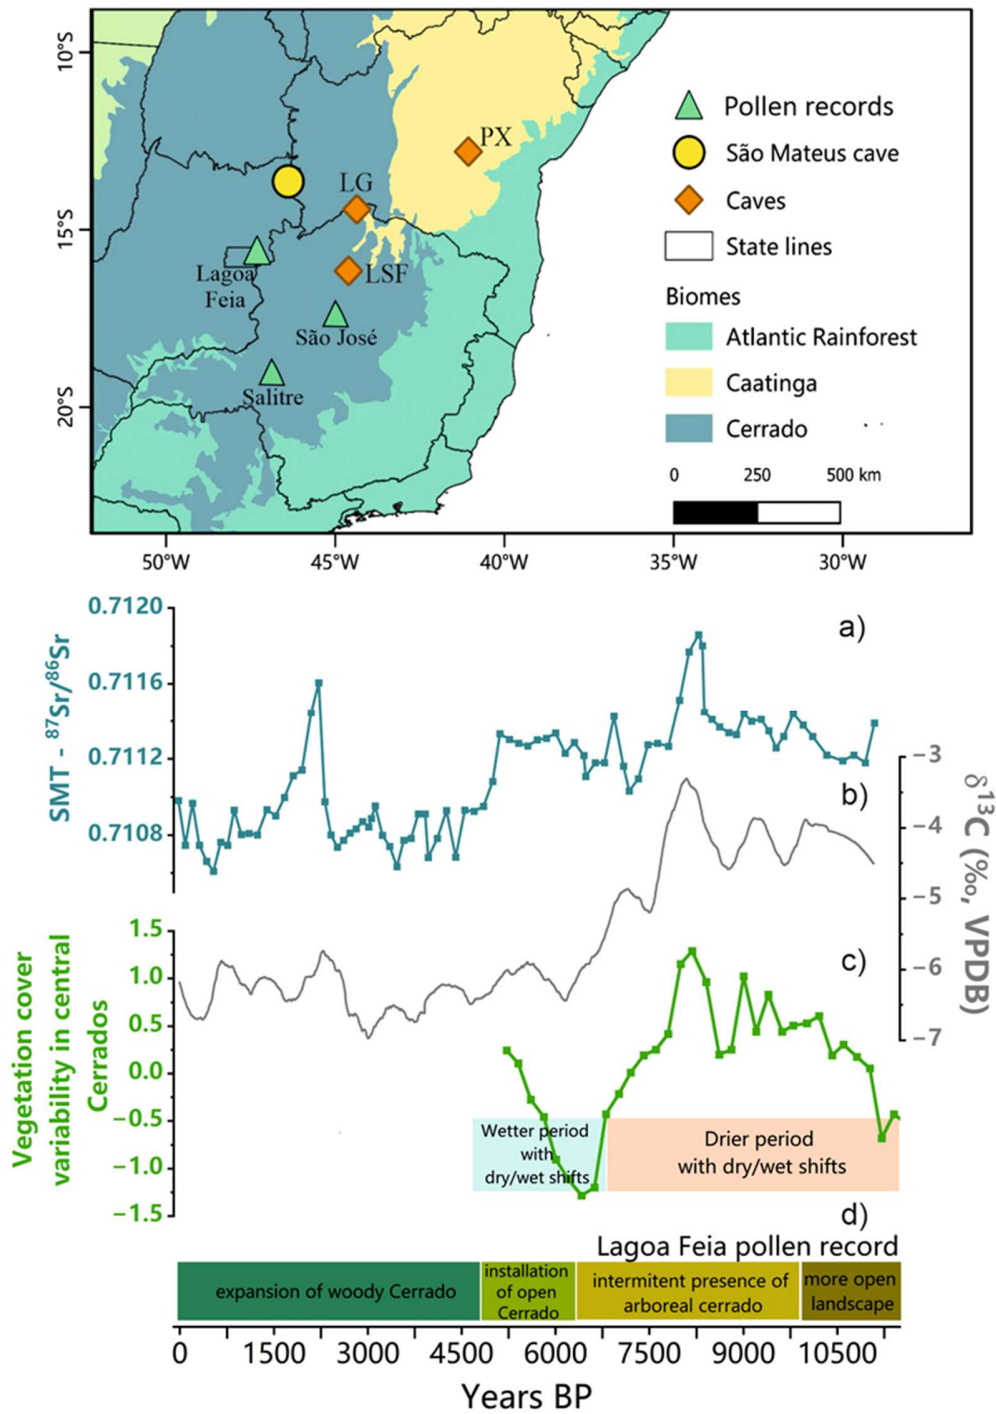 10°S
15°S
20°S
PX
LG
LSF
Lagoa
Feia
São José
Salitre
Pollen records
São Mateus cave
Caves
State lines
Biomes
Atlantic Rainforest
Caatinga
Cerrado
0 250 500 km
50°W 45°W 40°W 35°W 30°W
SMT - ⁸⁷Sr/⁸⁶Sr
0.7120
0.7116
0.7112
0.7108
a)
b)
−3
−4
−5
−6
−7
δ¹³C (‰, VPDB)
c)
Vegetation cover
variability in central
Cerrados
1.5
1.0
0.5
0.0
−0.5
−1.0
−1.5
Wetter period
with
dry/wet shifts
Drier period
with dry/wet shifts
d)
Lagoa Feia pollen record
expansion of woody Cerrado
installation
of open
Cerrado
intermitent presence of
arboreal cerrado
more open
landscape
0 1500 3000 4500 6000 7500 9000 10500
Years BP